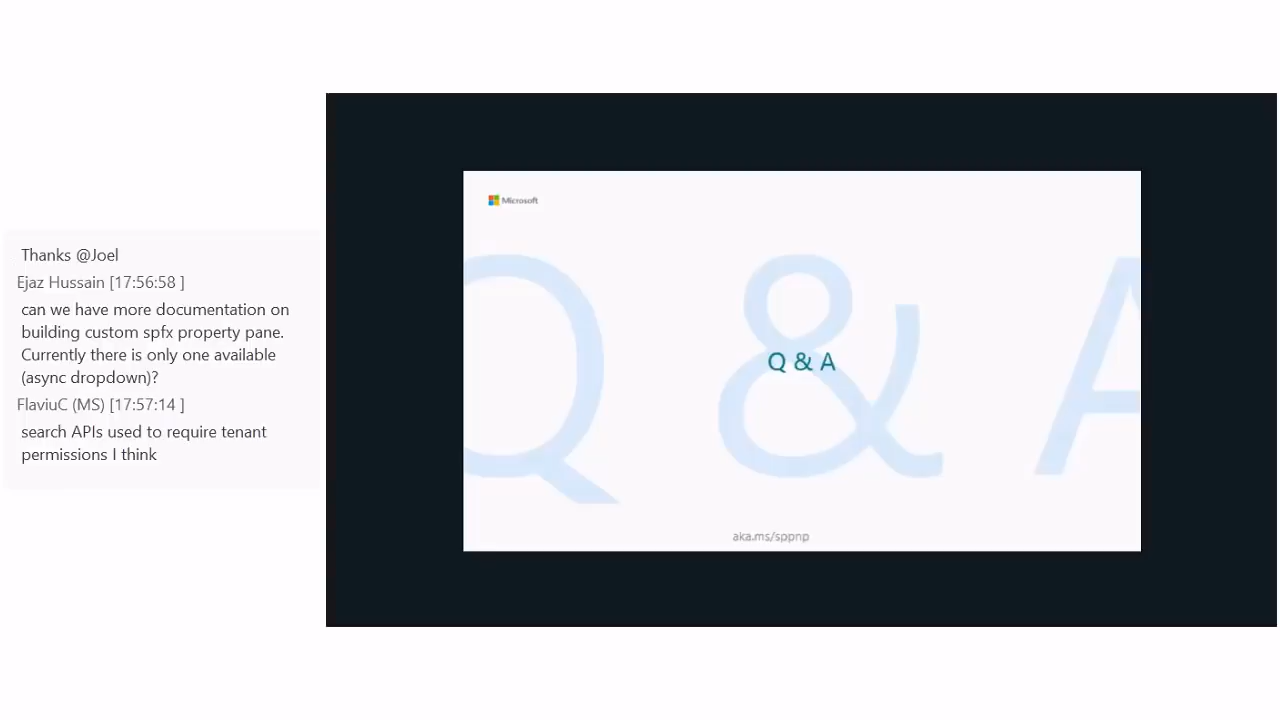 Thanks @Joel
Ejaz Hussain [17:56:58 ]
can we have more documentation on
building custom spfx property pane.
Currently there is only one available
(async dropdown)?
FlaviuC (MS) [17:57:14 ]
search APIs used to require tenant
permissions I think
Microsoft
Q & A
Q & A
aka.ms/sppnp